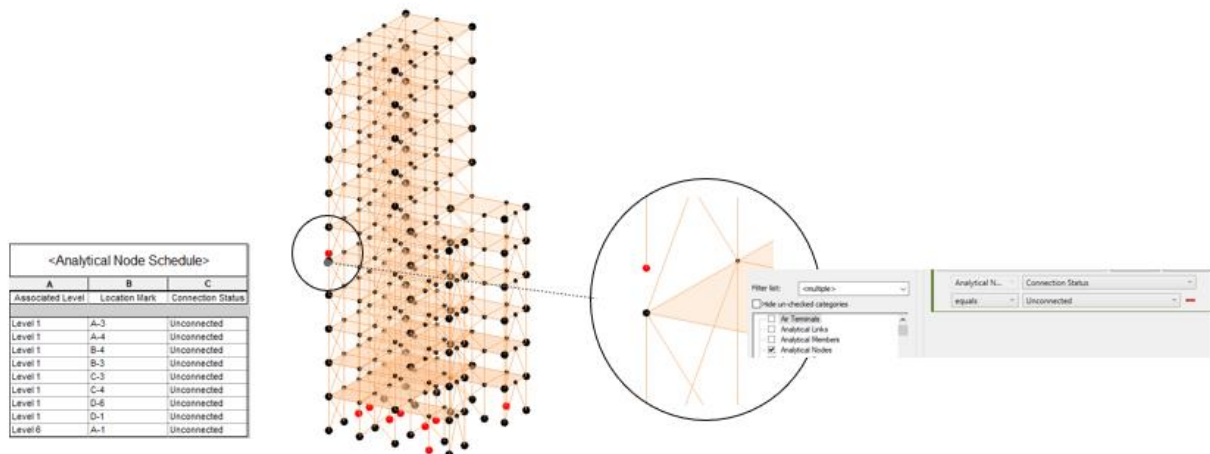 <Analytical Node Schedule>
A B C
Associated Level Location Mark Connection Status
Level 1 A-3 Unconnected
Level 1 A-4 Unconnected
Level 1 B-4 Unconnected
Level 1 B-3 Unconnected
Level 1 C-3 Unconnected
Level 1 C-4 Unconnected
Level 1 D-6 Unconnected
Level 1 D-1 Unconnected
Level 6 A-1 Unconnected
Filter list: <multiple>
Hide un-checked categories
Air Terminals
Analytical Links
Analytical Members
Analytical Nodes
Analytical N... Connection Status
equals Unconnected